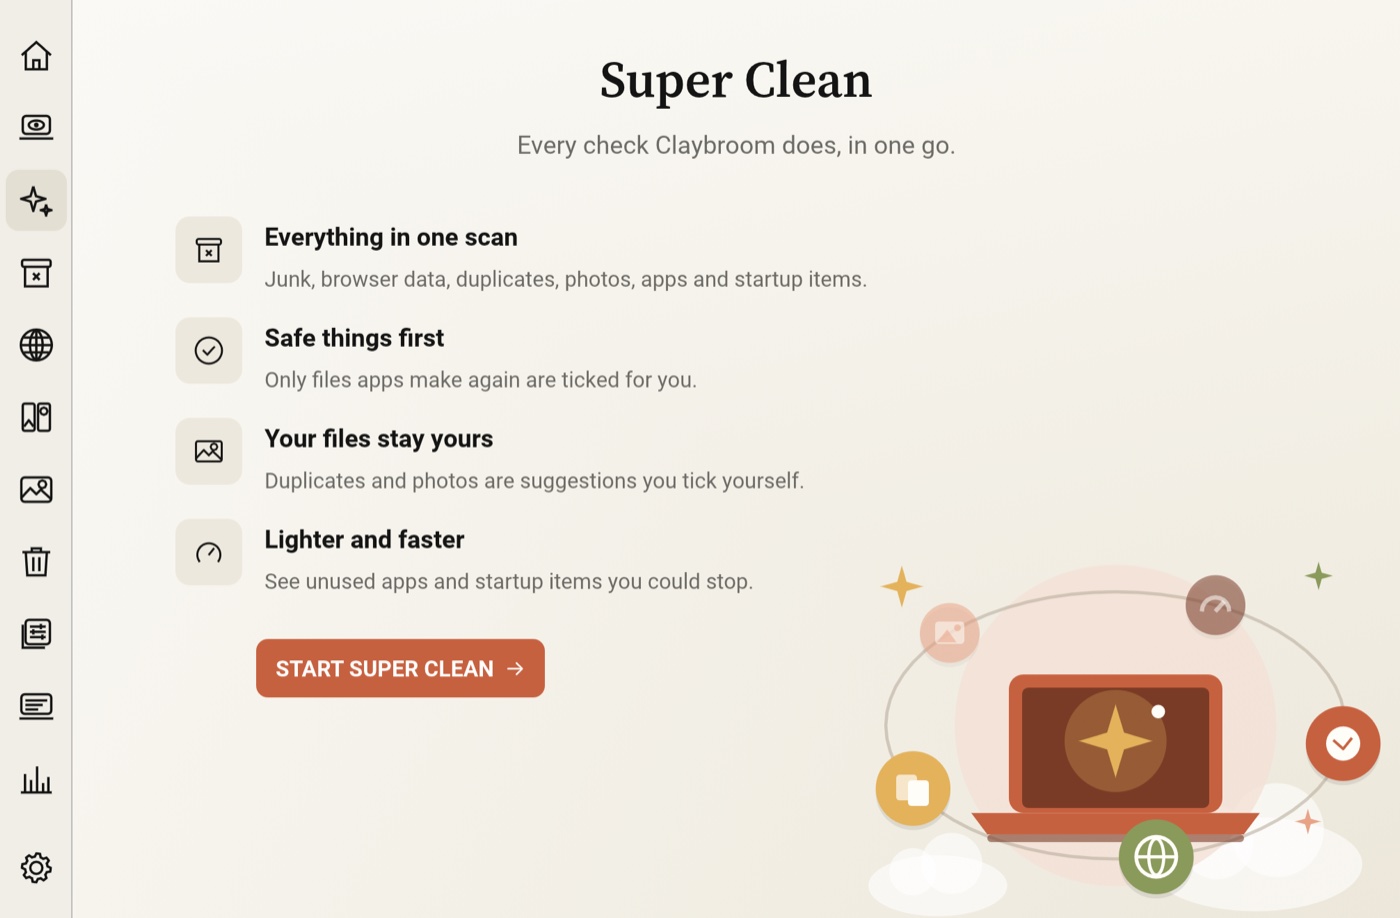 Super Clean
Every check Claybroom does, in one go.
Everything in one scan
Junk, browser data, duplicates, photos, apps and startup items.
Safe things first
Only files apps make again are ticked for you.
Your files stay yours
Duplicates and photos are suggestions you tick yourself.
Lighter and faster
See unused apps and startup items you could stop.
START SUPER CLEAN →